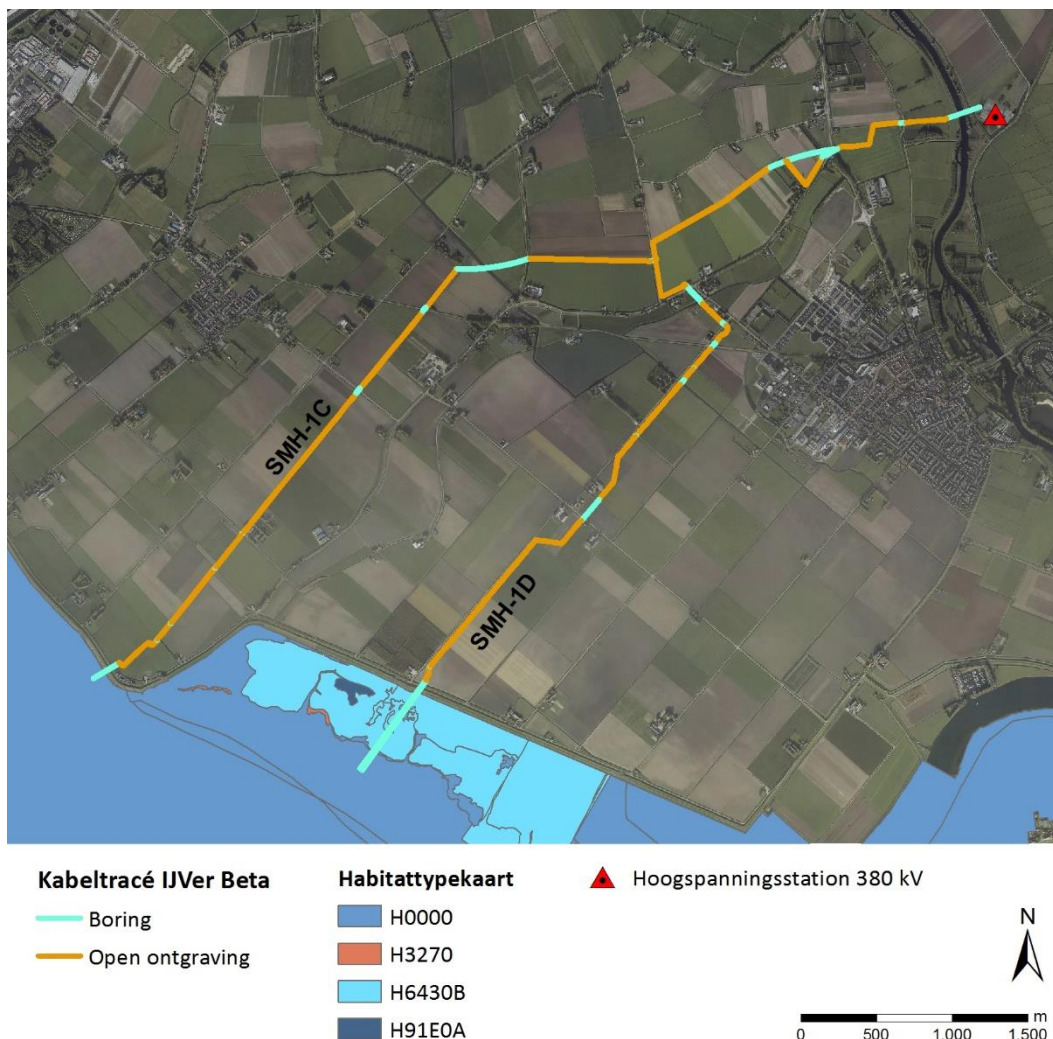 SMH-1C
SMH-1D
Kabeltracé IJVer Beta
Boring
Open ontgraving
Habitattypekaart
H0000
H3270
H6430B
H91E0A
Hoogspanningsstation 380 kV
N
m
0 500 1.000 1.500